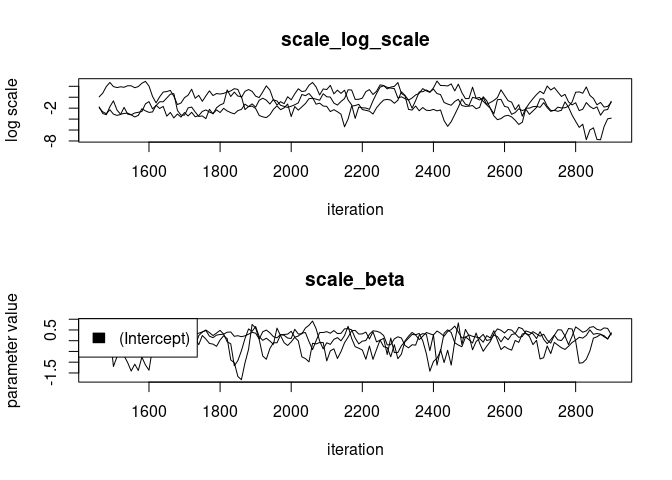 scale_log_scale
log scale
-2
-8
1600 1800 2000 2200 2400 2600 2800
iteration
scale_beta
parameter value
0.5
-1.5
(Intercept)
1600 1800 2000 2200 2400 2600 2800
iteration